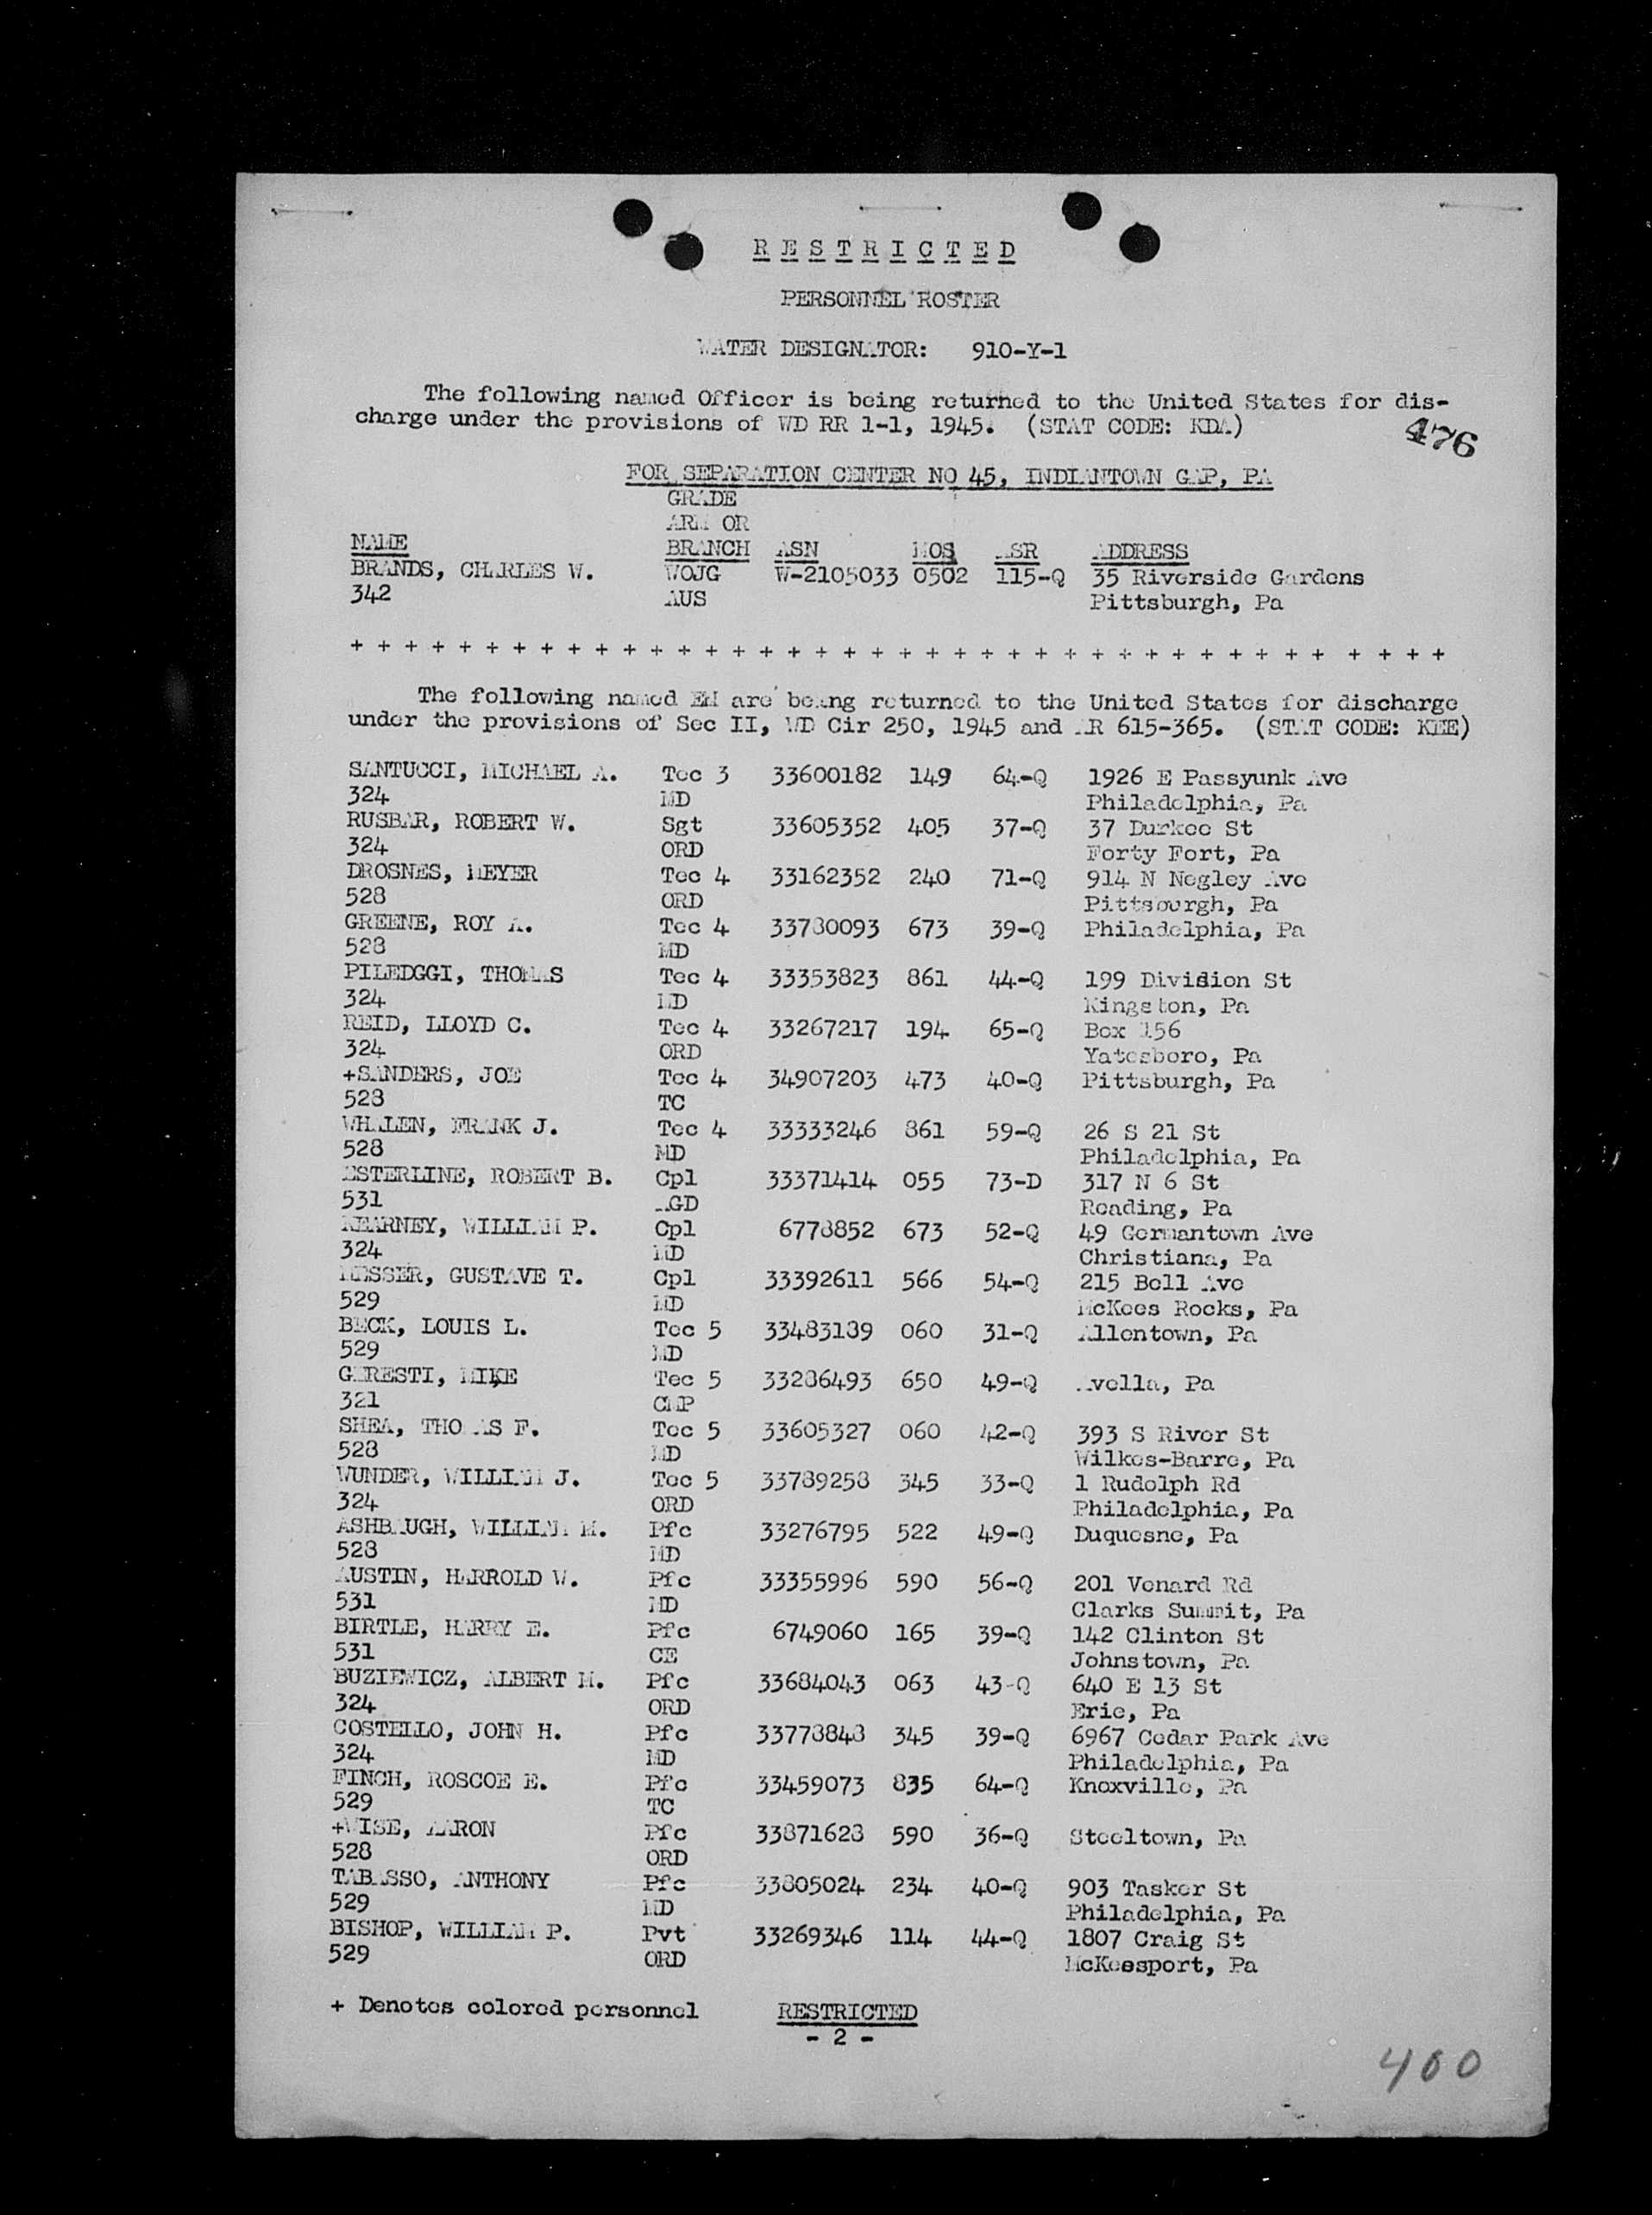 RESTRICTED
PERSONNEL ROSTER
WATER DESIGNATOR: 910-Y-1
The following named Officer is being returned to the United States for dis-
charge under the provisions of WD RR 1-1, 1945. (STAT CODE: KDA)
476
FOR SEPARATION CENTER NO 45, INDIANTOWN GAP, PA
GRADE
ARM OR
NAME BRANCH ASN MOS ASR ADDRESS
BRANDS, CHARLES W. WOJG W-2105033 0502 115-Q 35 Riverside Gardens
342 AUS Pittsburgh, Pa
+ + + + + + + + + + + + + + + + + + + + + + + + + + + + + + + + + + + + + + + + +
The following named EM are being returned to the United States for discharge
under the provisions of Sec II, WD Cir 250, 1945 and AR 615-365. (STAT CODE: KEE)
SANTUCCI, MICHAEL A. Tec 3 33600182 149 64-Q 1926 E Passyunk Ave
324 MD Philadelphia, Pa
RUSBAR, ROBERT W. Sgt 33605352 405 37-Q 37 Durkee St
324 ORD Forty Fort, Pa
DROSNES, MEYER Tec 4 33162352 240 71-Q 914 N Negley Ave
528 ORD Pittsburgh, Pa
GREENE, ROY A. Tec 4 33780093 673 39-Q Philadelphia, Pa
528 MD
PILEDGGI, THOMAS Tec 4 33353823 861 44-Q 199 Division St
324 MD Kingston, Pa
REID, LLOYD C. Tec 4 33267217 194 65-Q Box 156
324 ORD Yatesboro, Pa
+SANDERS, JOE Tec 4 34907203 473 40-Q Pittsburgh, Pa
528 TC
WHALEN, FRANK J. Tec 4 33333246 861 59-Q 26 S 21 St
528 MD Philadelphia, Pa
ESTERLINE, ROBERT B. Cpl 33371414 055 73-D 317 N 6 St
531 AGD Reading, Pa
KEARNEY, WILLIAM P. Cpl 6778852 673 52-Q 49 Germantown Ave
324 MD Christiana, Pa
MESSER, GUSTAVE T. Cpl 33392611 566 54-Q 215 Bell Ave
529 MD McKees Rocks, Pa
BECK, LOUIS L. Tec 5 33483189 060 31-Q Allentown, Pa
529 MD
GARESTI, MIKE Tec 5 33286493 650 49-Q Avella, Pa
321 CMP
SHEA, THOMAS F. Tec 5 33605327 060 42-Q 393 S River St
528 MD Wilkes-Barre, Pa
WUNDER, WILLIAM J. Tec 5 33789258 345 33-Q 1 Rudolph Rd
324 ORD Philadelphia, Pa
ASHBAUGH, WILLIAM M. Pfc 33276795 522 49-Q Duquesne, Pa
528 MD
AUSTIN, HARROLD W. Pfc 33355996 590 56-Q 201 Venard Rd
531 MD Clarks Summit, Pa
BIRTLE, HARRY E. Pfc 6749060 165 39-Q 142 Clinton St
531 CE Johnstown, Pa
BUZIEWICZ, ALBERT M. Pfc 33684043 063 43-Q 640 E 13 St
324 ORD Erie, Pa
COSTELLO, JOHN H. Pfc 33778848 345 39-Q 6967 Cedar Park Ave
324 MD Philadelphia, Pa
FINCH, ROSCOE E. Pfc 33459073 835 64-Q Knoxville, Pa
529 TC
+WISE, AARON Pfc 33871628 590 36-Q Steeltown, Pa
528 ORD
TABASSO, ANTHONY Pfc 33805024 234 40-Q 903 Tasker St
529 MD Philadelphia, Pa
BISHOP, WILLIAM P. Pvt 33269346 114 44-Q 1807 Craig St
529 ORD McKeesport, Pa
+ Denotes colored personnel RESTRICTED
- 2 -
400